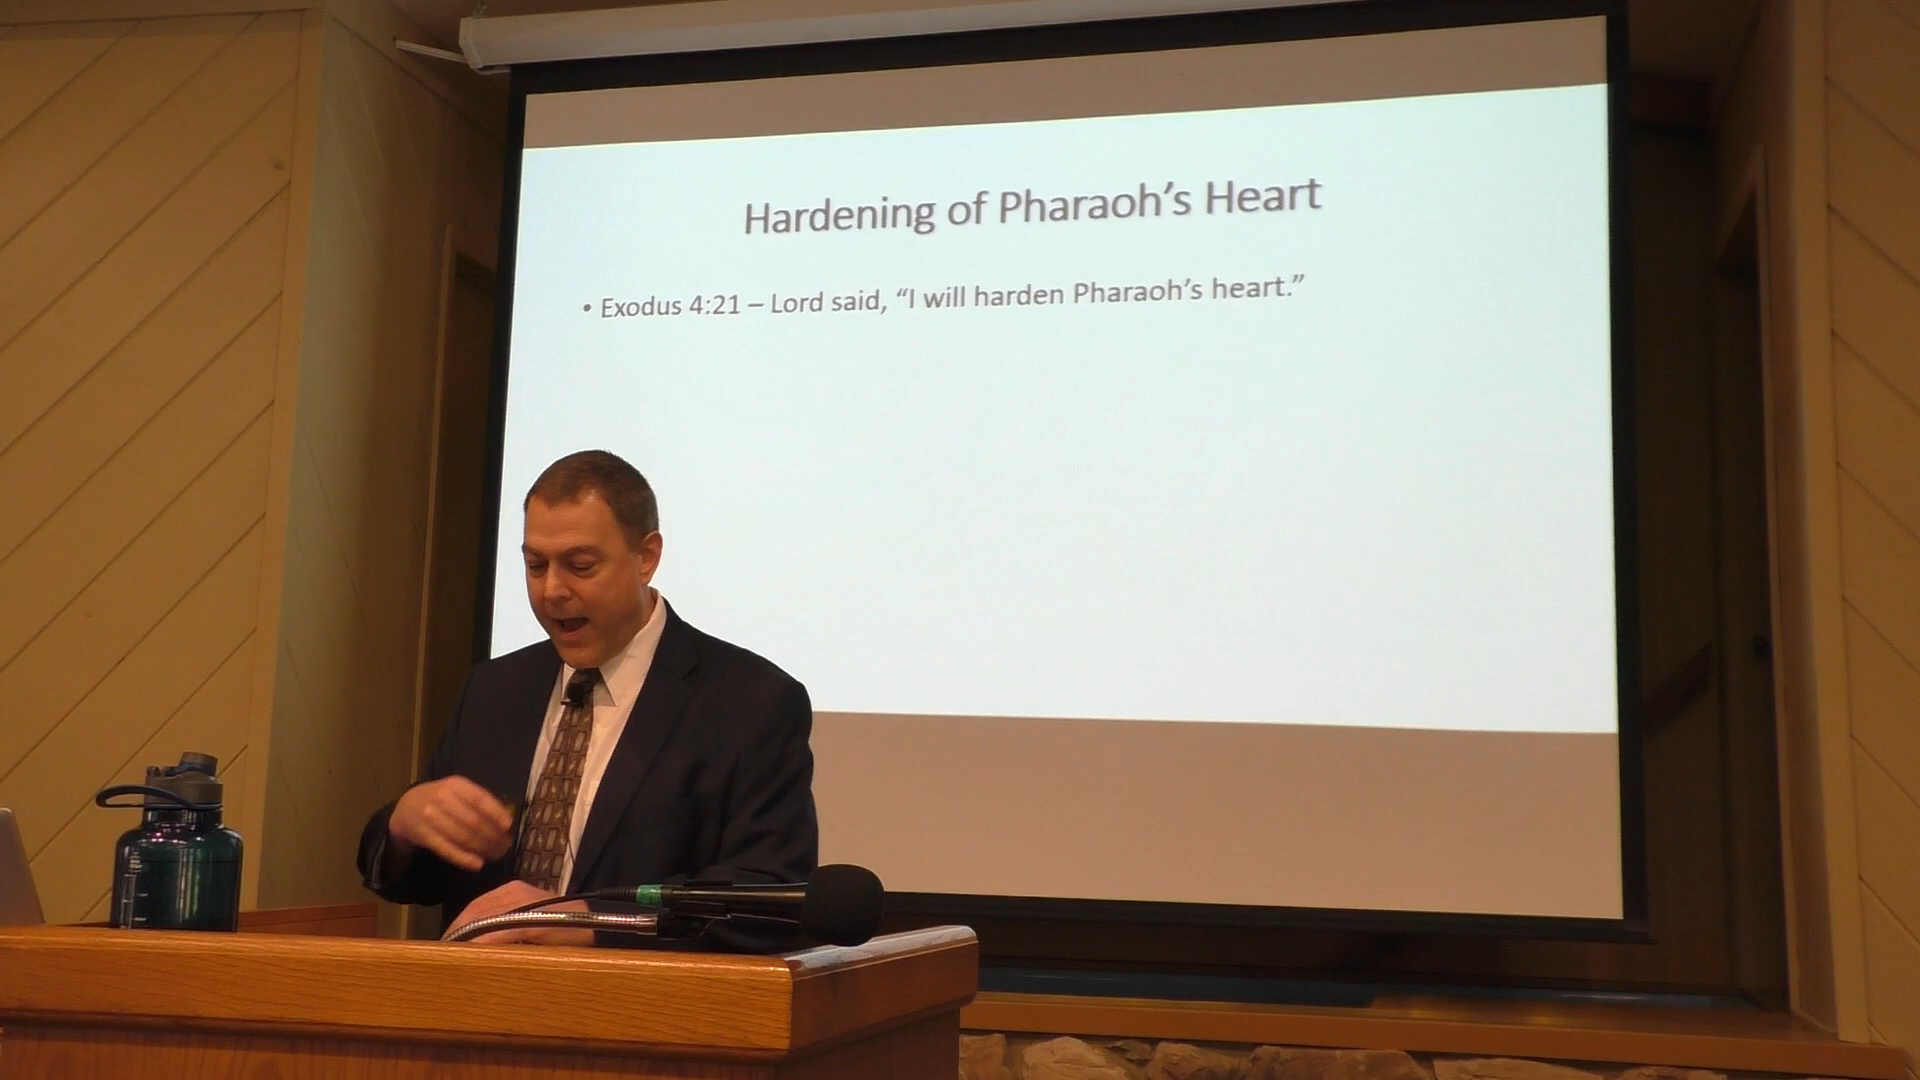 Hardening of Pharaoh’s Heart
• Exodus 4:21 – Lord said, “I will harden Pharaoh’s heart.”